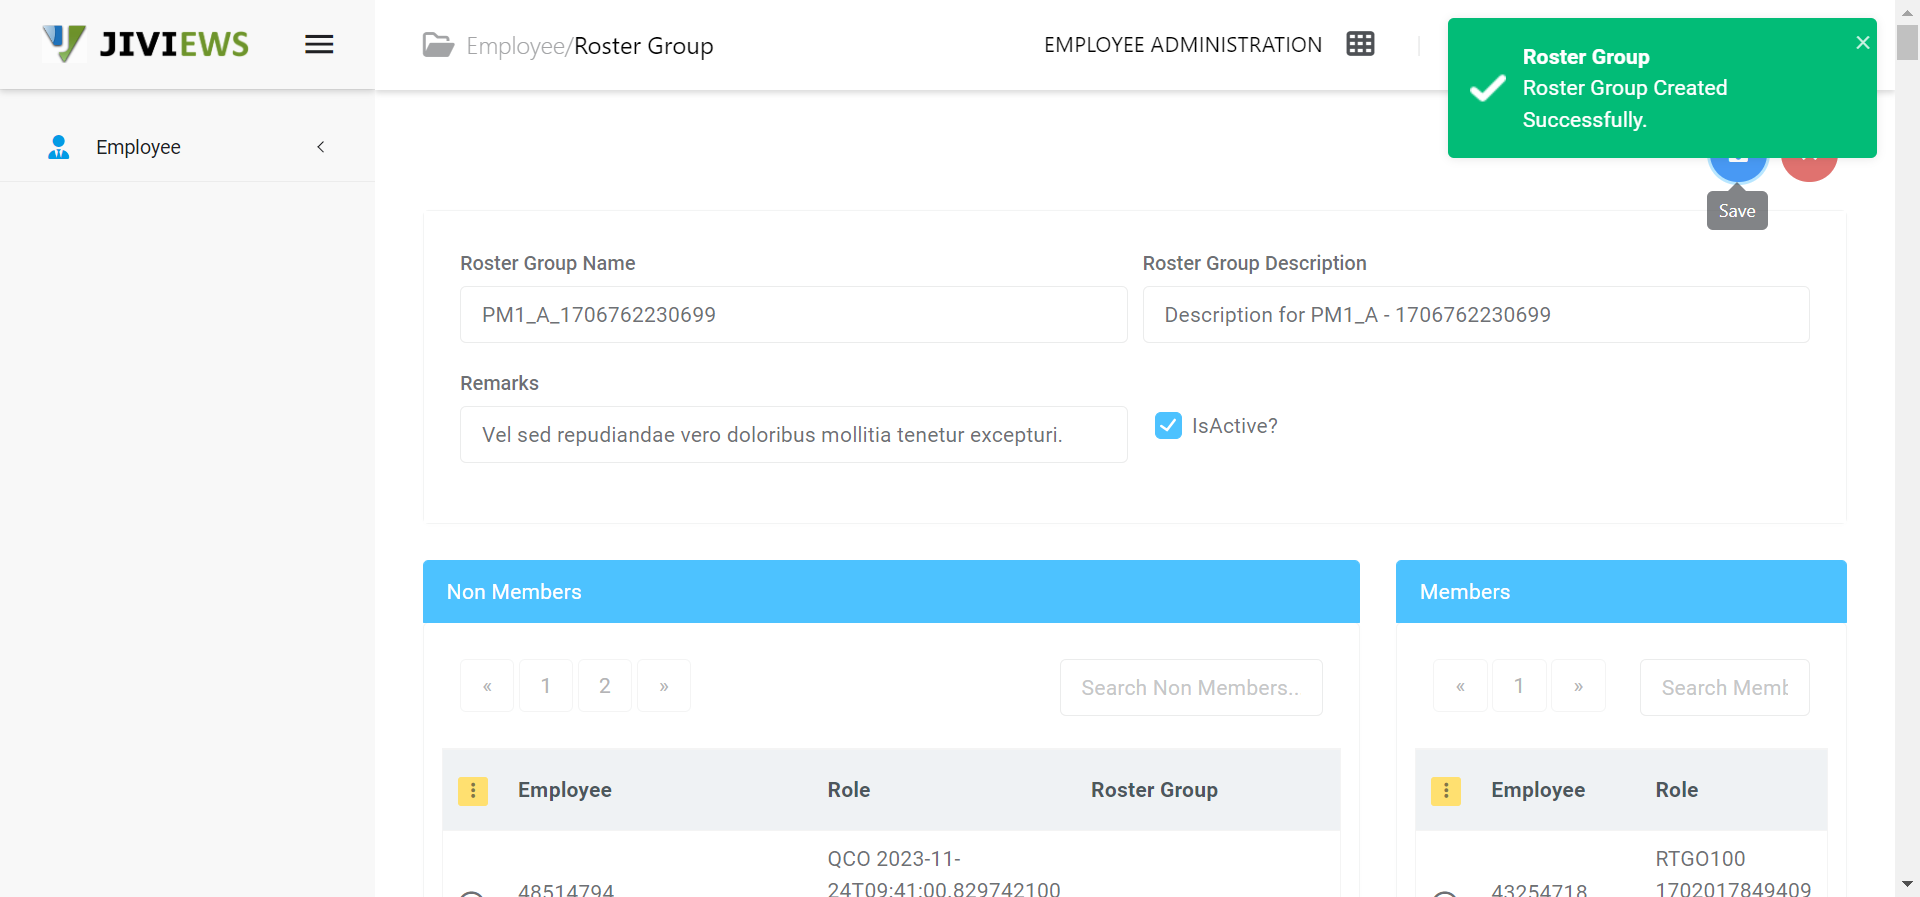 JIVIEWS
Employee/Roster Group
EMPLOYEE ADMINISTRATION
Roster Group
Roster Group Created
Successfully.
Employee
Save
Roster Group Name
Roster Group Description
PM1_A_1706762230699
Description for PM1_A - 1706762230699
Remarks
Vel sed repudiandae vero doloribus mollitia tenetur excepturi.
IsActive?
Non Members
« 1 2 »
Search Non Members..
Employee Role Roster Group
QCO 2023-11-
48514794 24T09:41:00.829742100
Members
« 1 »
Search Memb
Employee Role
RTGO100
43254718 1702017849409